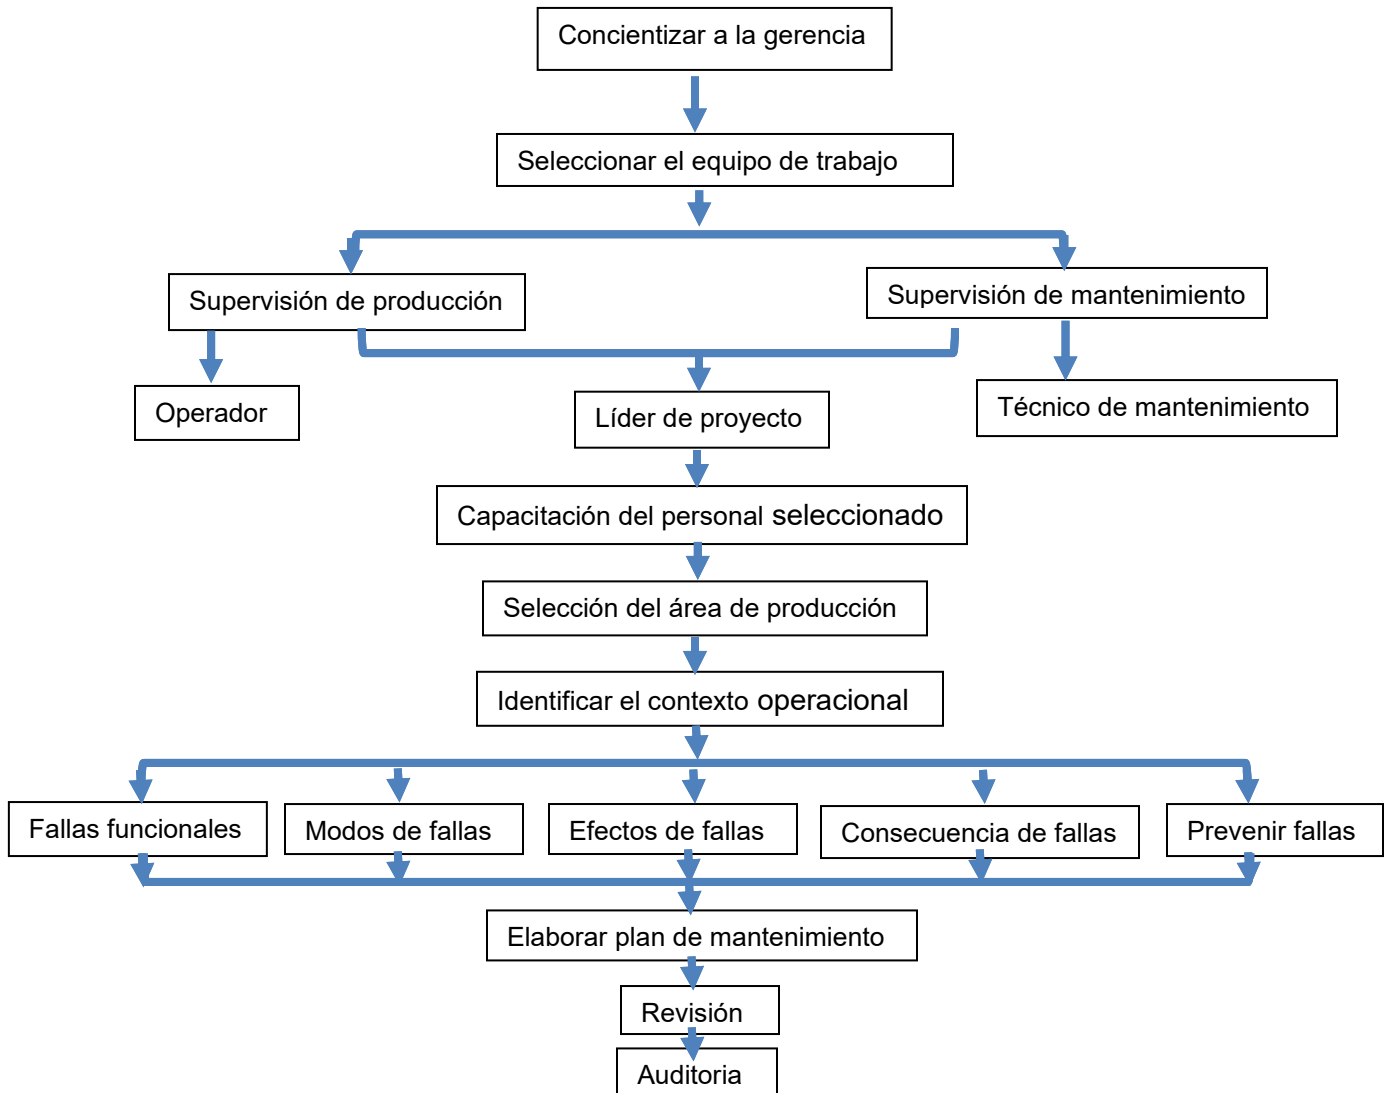 Concientizar a la gerencia
Seleccionar el equipo de trabajo
Supervisión de producción
Supervisión de mantenimiento
Operador
Líder de proyecto
Técnico de mantenimiento
Capacitación del personal seleccionado
Selección del área de producción
Identificar el contexto operacional
Fallas funcionales
Modos de fallas
Efectos de fallas
Consecuencia de fallas
Prevenir fallas
Elaborar plan de mantenimiento
Revisión
Auditoria